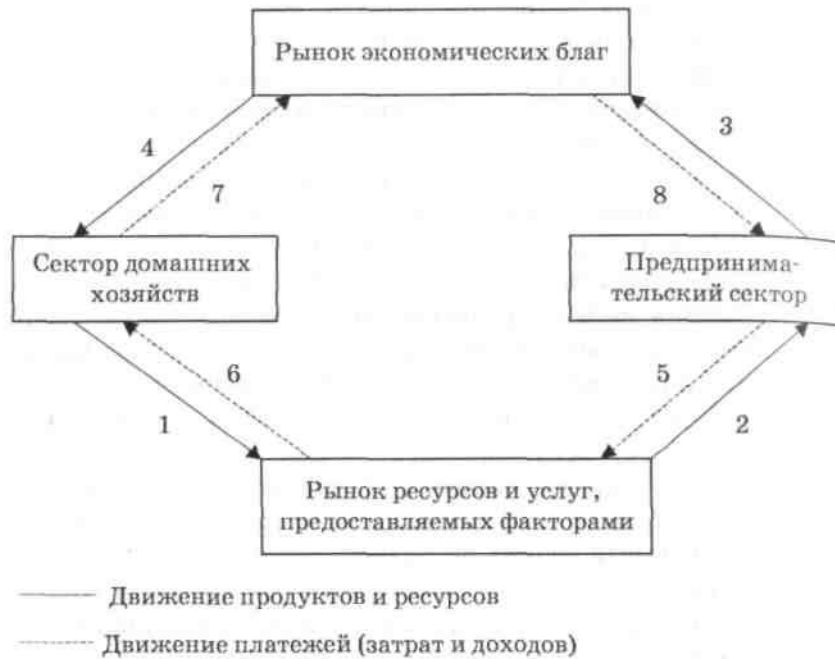 Рынок экономических благ
4
3
7
8
Сектор домашних
хозяйств
Предпринима-
тельский сектор
6
5
1
2
Рынок ресурсов и услуг,
предоставляемых факторами
Движение продуктов и ресурсов
Движение платежей (затрат и доходов)